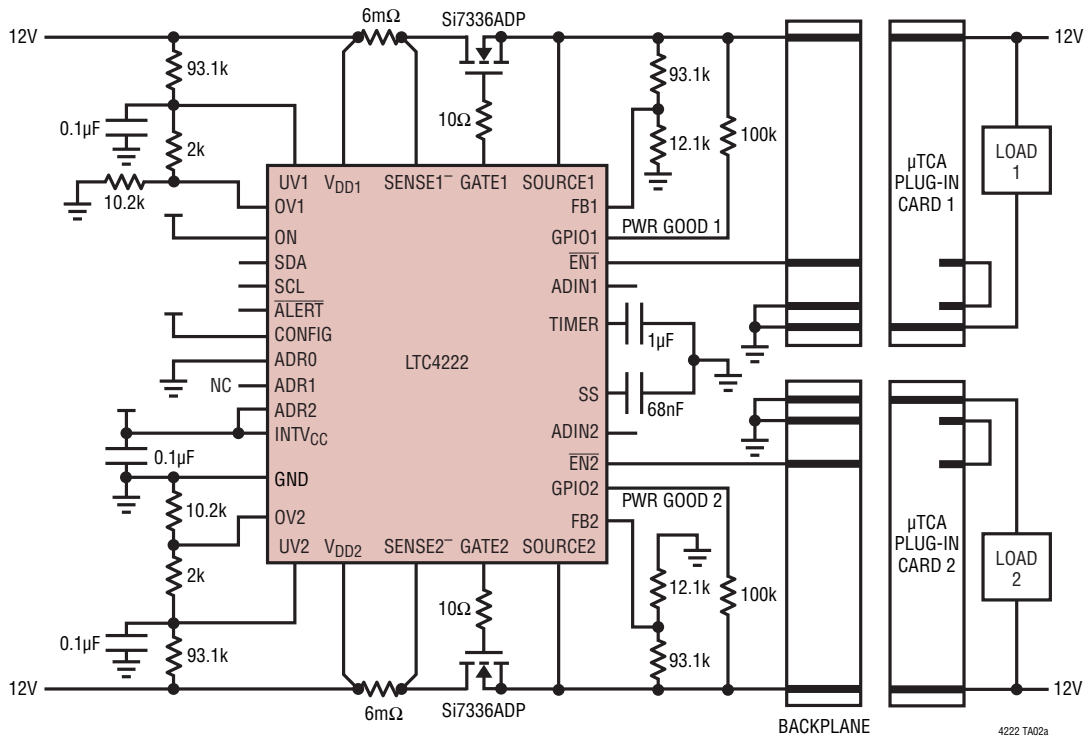 6mΩ
Si7336ADP
12V
12V
93.1k
93.1k
0.1µF
10Ω
12.1k
100k
2k
10.2k
UV1 VDD1 SENSE1– GATE1 SOURCE1
OV1
FB1
ON
GPIO1
PWR GOOD 1
SDA
EN1
SCL
ADIN1
ALERT
TIMER
1µF
CONFIG
ADR0
LTC4222
NC
ADR1
SS
68nF
ADR2
INTVCC
ADIN2
0.1µF
EN2
GND
GPIO2
PWR GOOD 2
10.2k
OV2
FB2
UV2 VDD2 SENSE2– GATE2 SOURCE2
2k
10Ω
12.1k
100k
0.1µF
93.1k
93.1k
12V
12V
6mΩ
Si7336ADP
µTCA
PLUG-IN
CARD 1
LOAD
1
µTCA
PLUG-IN
CARD 2
LOAD
2
BACKPLANE
4222 TA02a